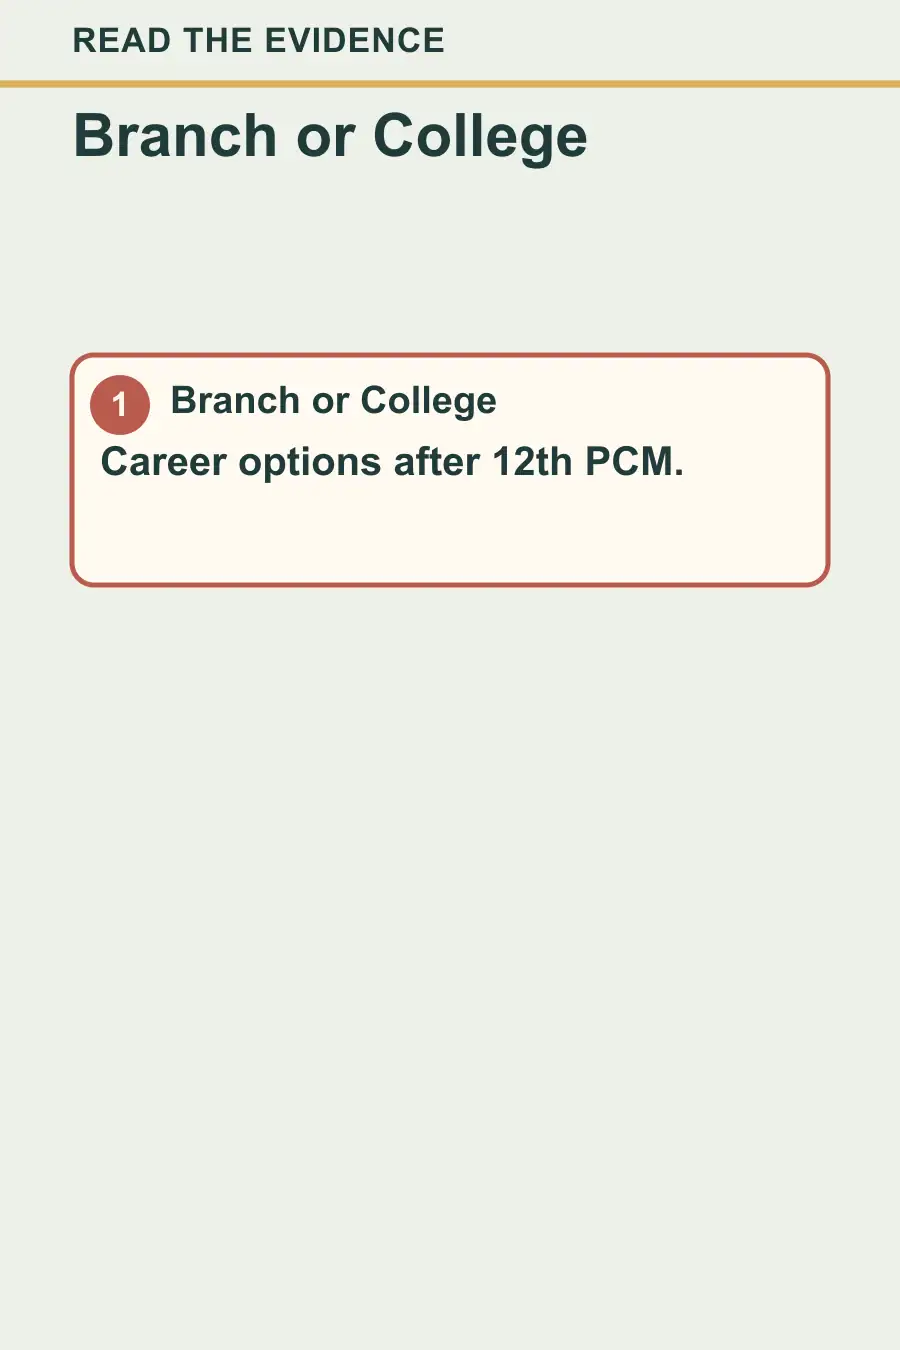 READ THE EVIDENCE
Branch or College
1 Branch or College
Career options after 12th PCM.